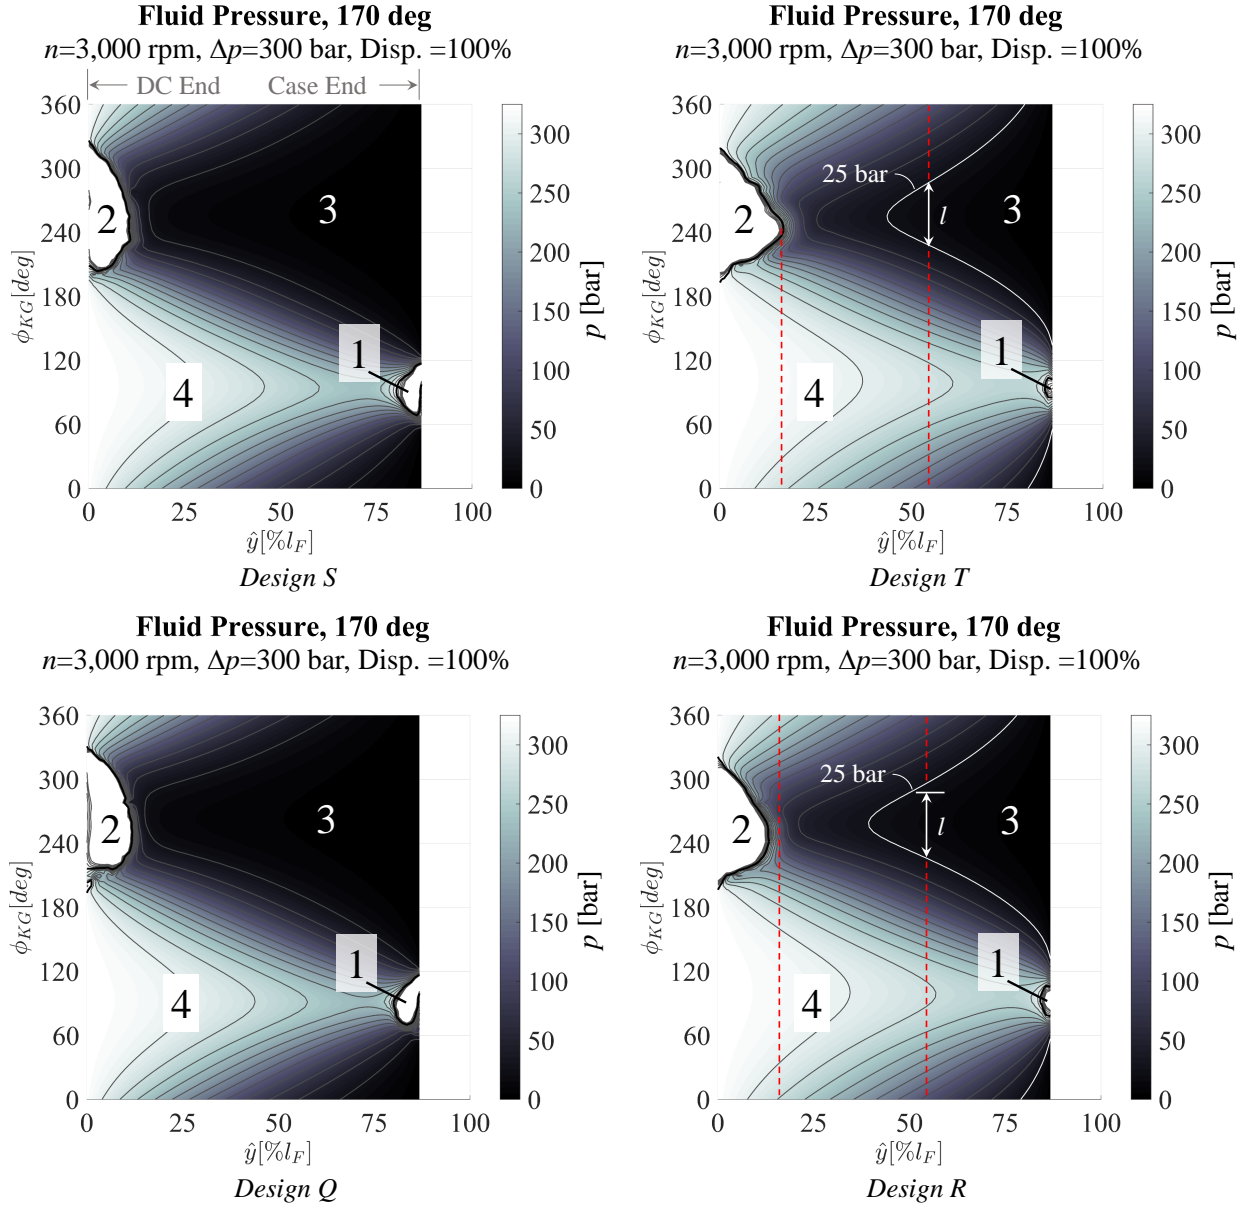 Fluid Pressure, 170 deg
n=3,000 rpm, Δp=300 bar, Disp. =100%
DC End Case End
360
300
240
180
120
60
0
ϕKG[deg]
2
3
1
4
0 25 50 75 100
ŷ[%lF]
300
250
200
150
100
50
0
p [bar]
Design S
Fluid Pressure, 170 deg
n=3,000 rpm, Δp=300 bar, Disp. =100%
360
300
240
180
120
60
0
ϕKG[deg]
25 bar
2
l
3
1
4
0 25 50 75 100
ŷ[%lF]
300
250
200
150
100
50
0
p [bar]
Design T
Fluid Pressure, 170 deg
n=3,000 rpm, Δp=300 bar, Disp. =100%
360
300
240
180
120
60
0
ϕKG[deg]
2
3
1
4
0 25 50 75 100
ŷ[%lF]
300
250
200
150
100
50
0
p [bar]
Design Q
Fluid Pressure, 170 deg
n=3,000 rpm, Δp=300 bar, Disp. =100%
360
300
240
180
120
60
0
ϕKG[deg]
25 bar
2
l
3
1
4
0 25 50 75 100
ŷ[%lF]
300
250
200
150
100
50
0
p [bar]
Design R